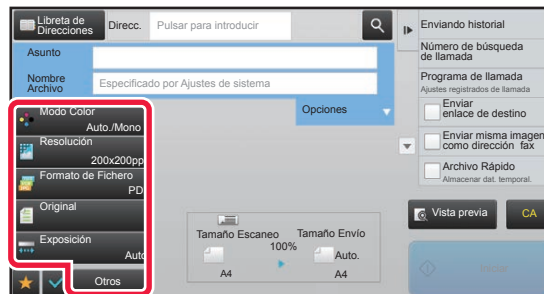 Libreta de
Direcciones
Direcc.
Pulsar para introducir
Asunto
Nombre
Archivo
Especificado por Ajustes de sistema
Opciones
Modo Color
Auto./Mono
Resolución
200x200pp
Formato de Fichero
PD
Original
Exposición
Auto
Otros
Tamaño Escaneo
100%
Tamaño Envío
A4
Auto.
A4
Enviando historial
Número de búsqueda
de llamada
Programa de llamada
Ajustes registrados de llamada
Enviar
enlace de destino
Enviar misma imagen
como dirección fax
Archivo Rápido
Almacenar dat. temporal.
Vista previa
CA
Iniciar